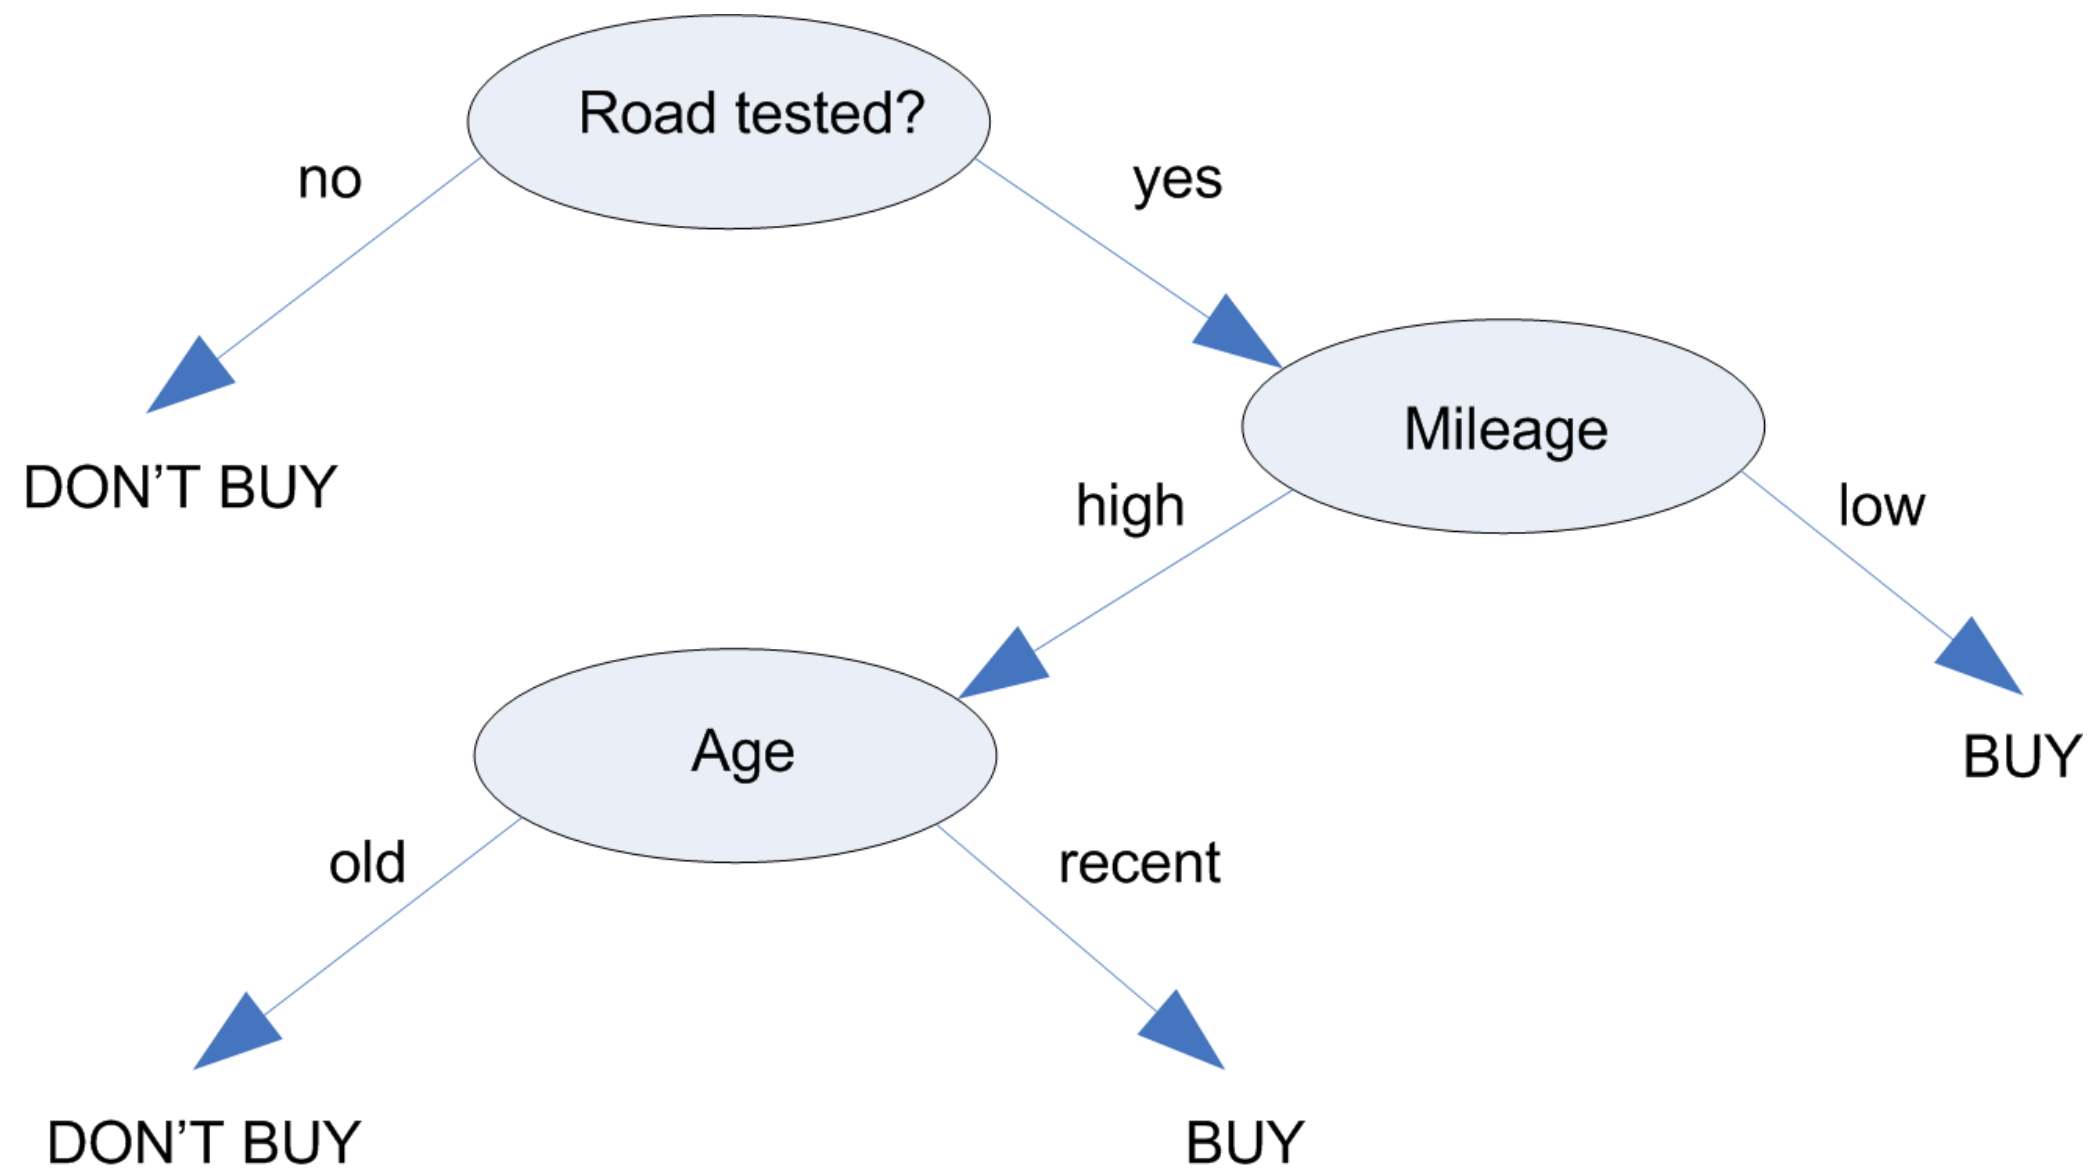 Road tested?
no
yes
Mileage
DON’T BUY
high
low
Age
BUY
old
recent
DON’T BUY
BUY